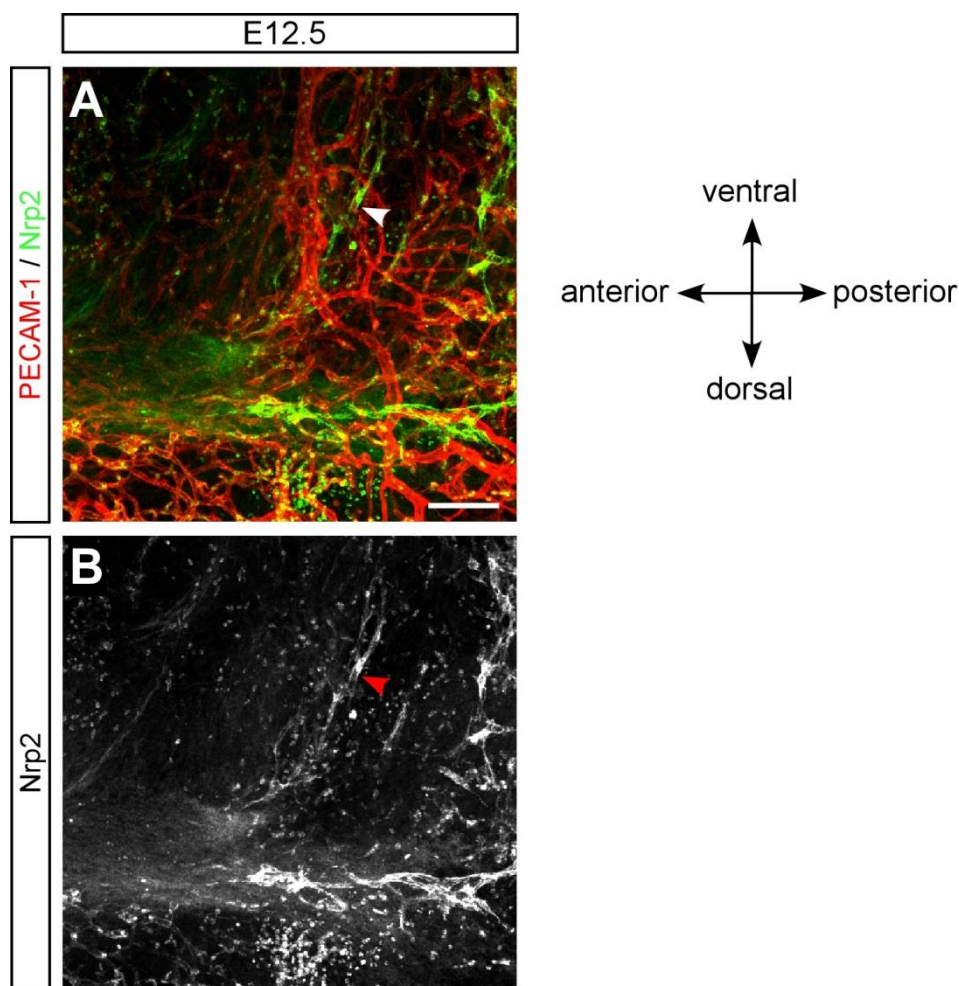 E12.5
A
PECAM-1 / Nrp2
ventral
anterior
posterior
dorsal
B
Nrp2